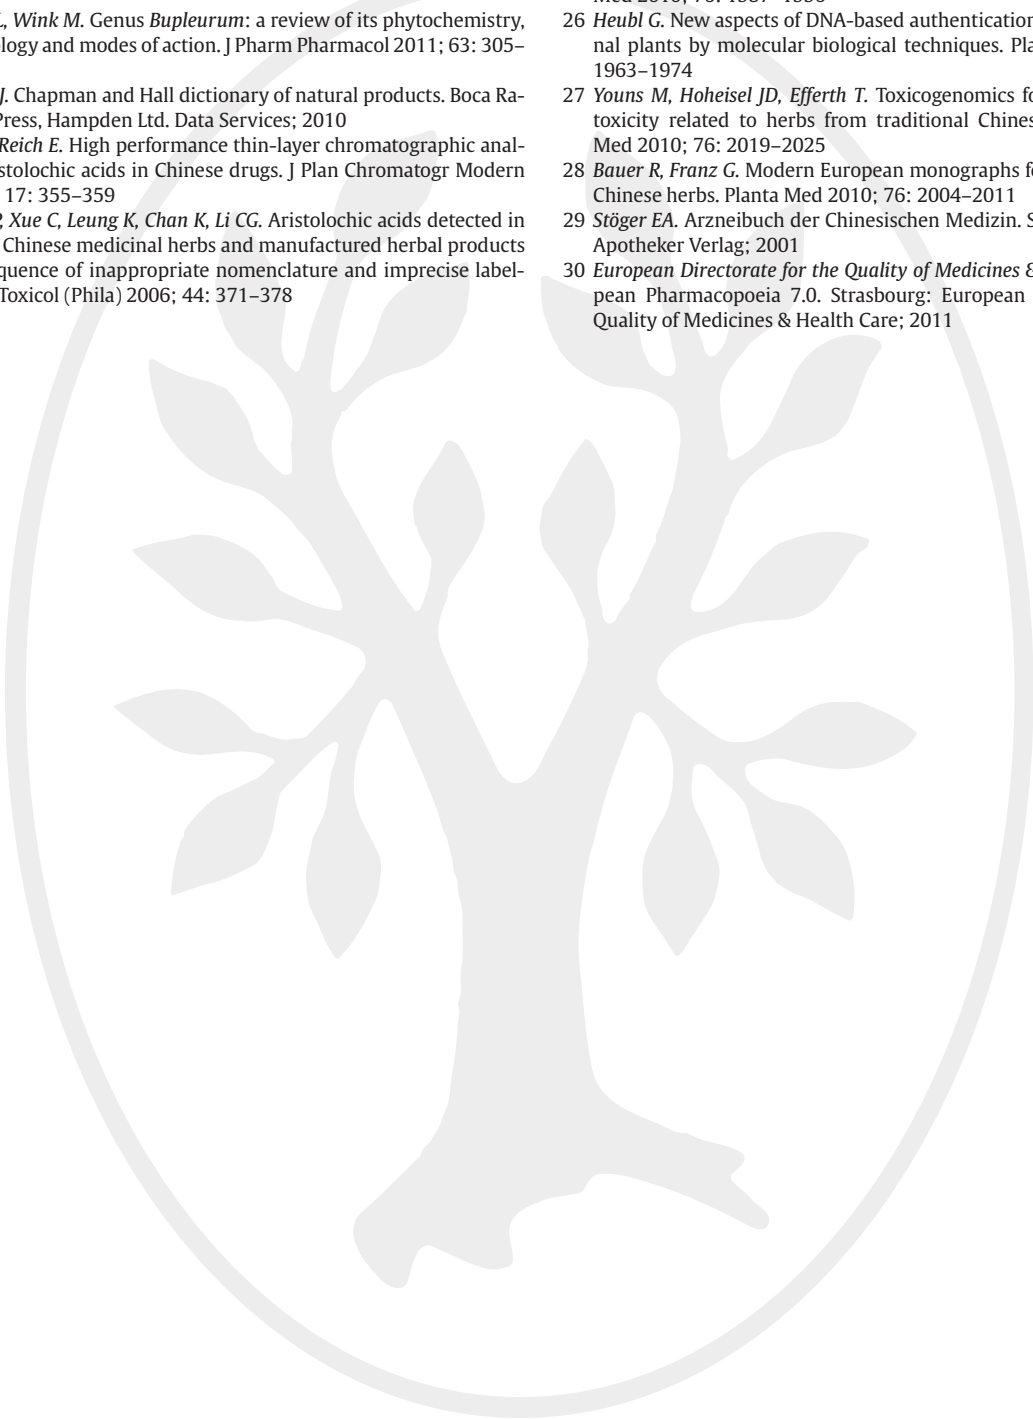 , Wink M. Genus Bupleurum: a review of its phytochemistry,
ology and modes of action. J Pharm Pharmacol 2011; 63: 305–
J. Chapman and Hall dictionary of natural products. Boca Ra-
Press, Hampden Ltd. Data Services; 2010
Reich E. High performance thin-layer chromatographic anal-
stolochic acids in Chinese drugs. J Plan Chromatogr Modern
17: 355–359
, Xue C, Leung K, Chan K, Li CG. Aristolochic acids detected in
Chinese medicinal herbs and manufactured herbal products
quence of inappropriate nomenclature and imprecise label-
Toxicol (Phila) 2006; 44: 371–378
26 Heubl G. New aspects of DNA-based authentication
nal plants by molecular biological techniques. Pla
1963–1974
27 Youns M, Hoheisel JD, Efferth T. Toxicogenomics fo
toxicity related to herbs from traditional Chines
Med 2010; 76: 2019–2025
28 Bauer R, Franz G. Modern European monographs f
Chinese herbs. Planta Med 2010; 76: 2004–2011
29 Stöger EA. Arzneibuch der Chinesischen Medizin. S
Apotheker Verlag; 2001
30 European Directorate for the Quality of Medicines &
pean Pharmacopoeia 7.0. Strasbourg: European
Quality of Medicines & Health Care; 2011